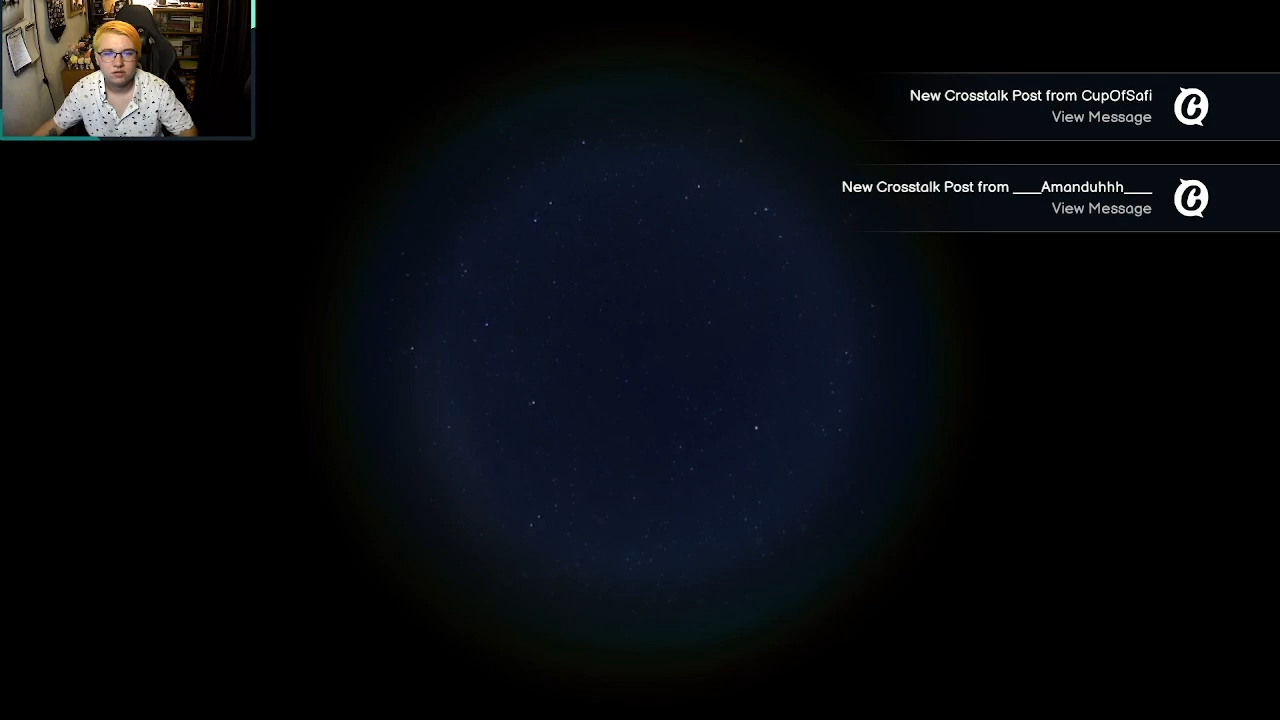 New Crosstalk Post from CupOfSafi
View Message
New Crosstalk Post from ____Amanduhhh____
View Message